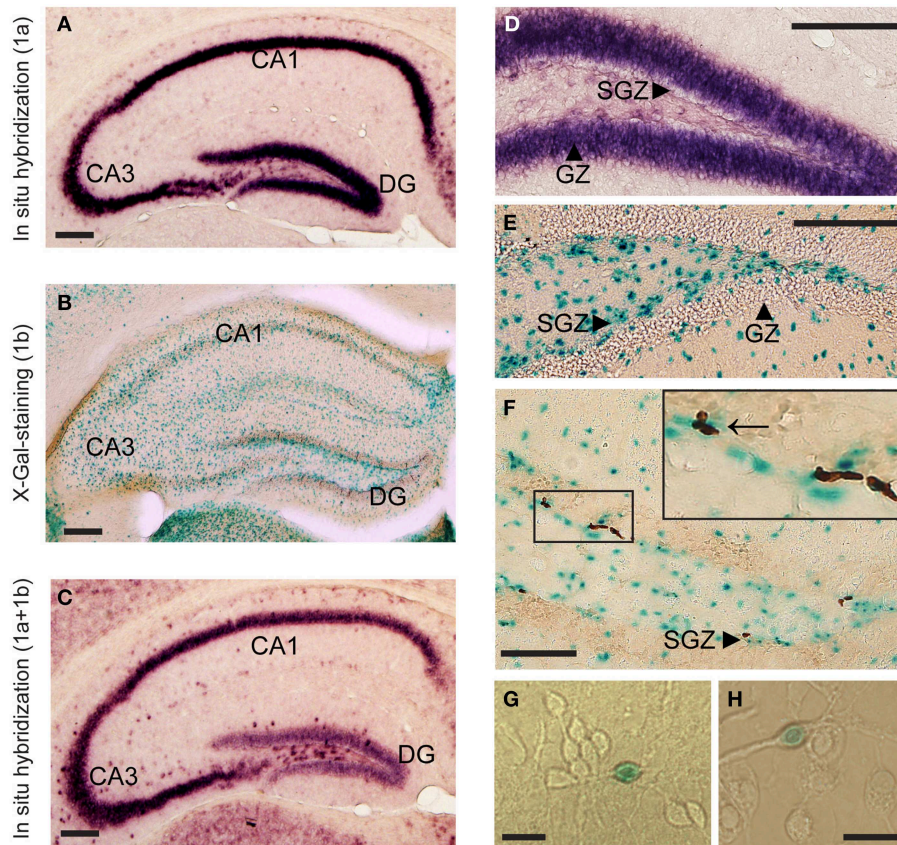 In situ hybridization (1a)
A
CA1
CA3
DG
X-Gal-staining (1b)
B
CA1
CA3
DG
In situ hybridization (1a+1b)
C
CA1
CA3
DG
D
SGZ
GZ
E
SGZ
GZ
F
SGZ
G
H